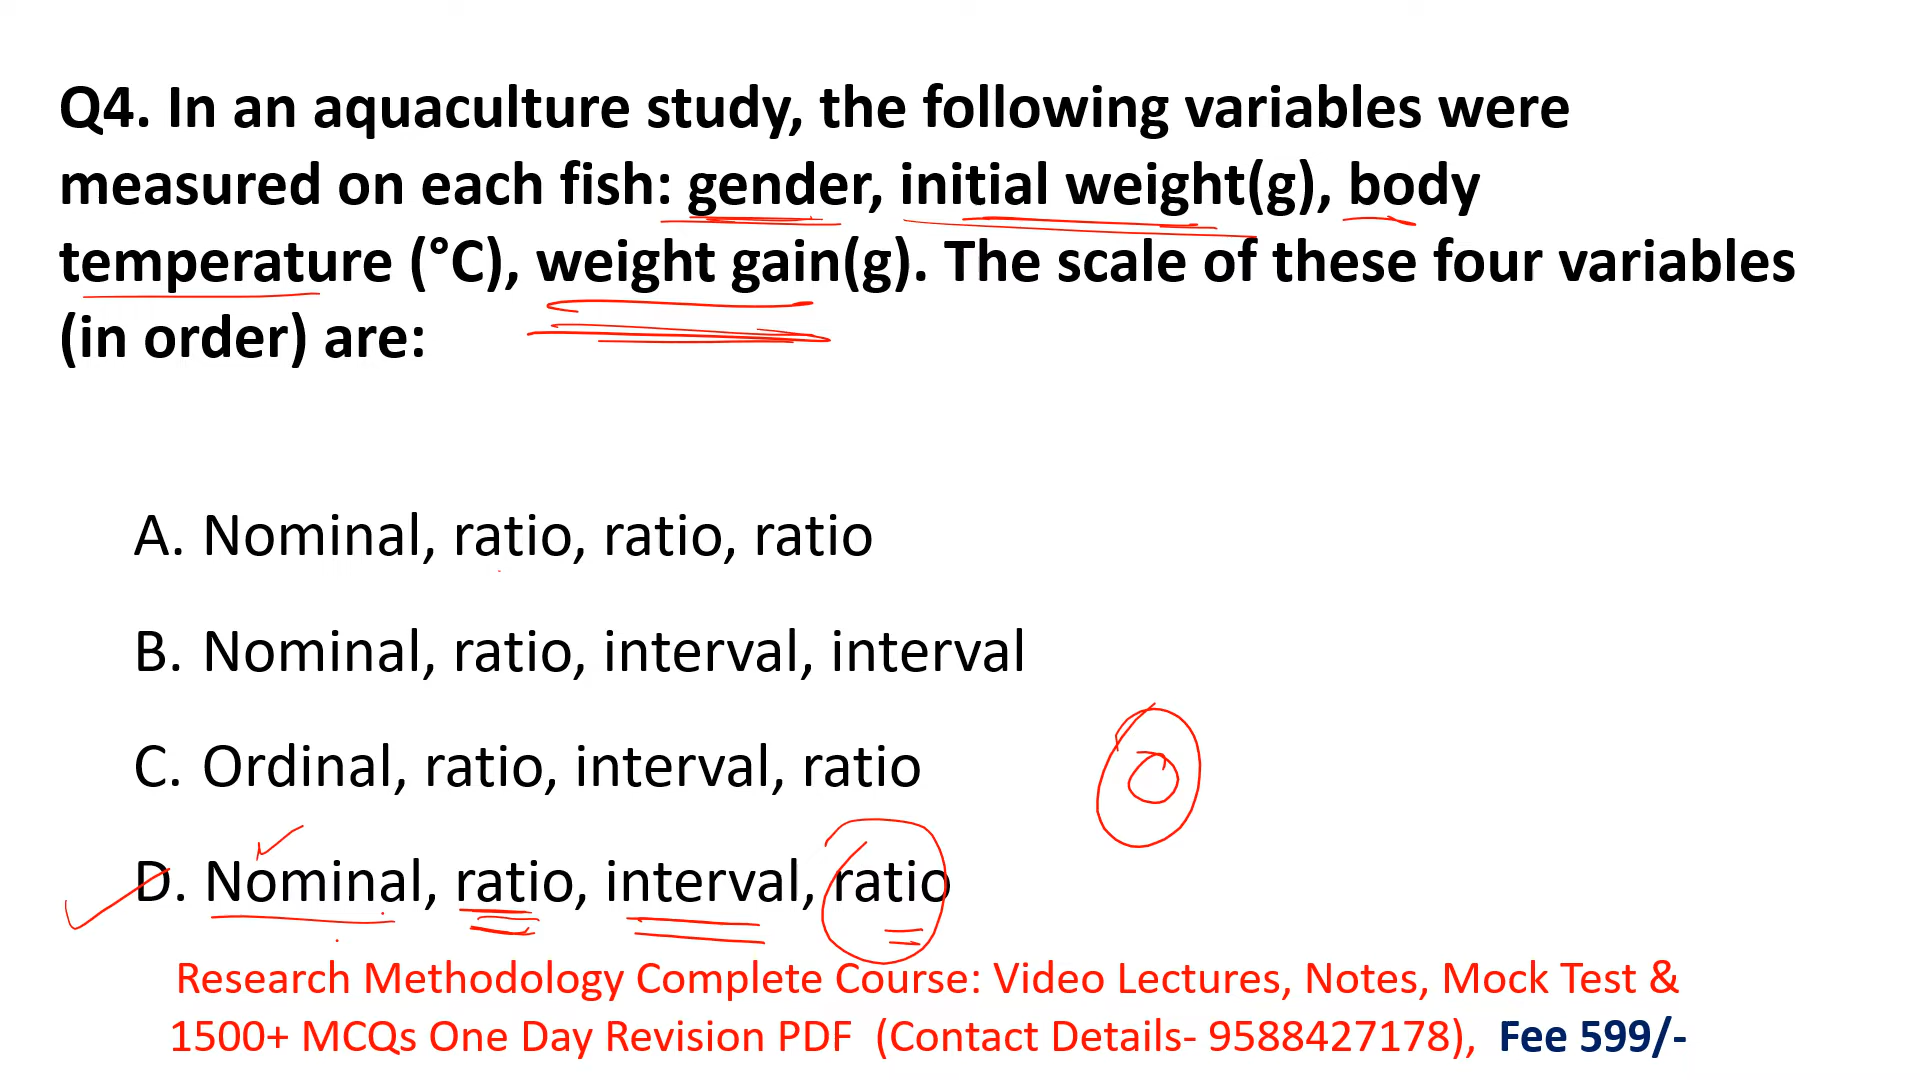 Q4. In an aquaculture study, the following variables were
measured on each fish: gender, initial weight(g), body
temperature (°C), weight gain(g). The scale of these four variables
(in order) are:
A. Nominal, ratio, ratio, ratio
B. Nominal, ratio, interval, interval
C. Ordinal, ratio, interval, ratio
D. Nominal, ratio, interval, ratio
Research Methodology Complete Course: Video Lectures, Notes, Mock Test &
1500+ MCQs One Day Revision PDF (Contact Details- 9588427178), Fee 599/-